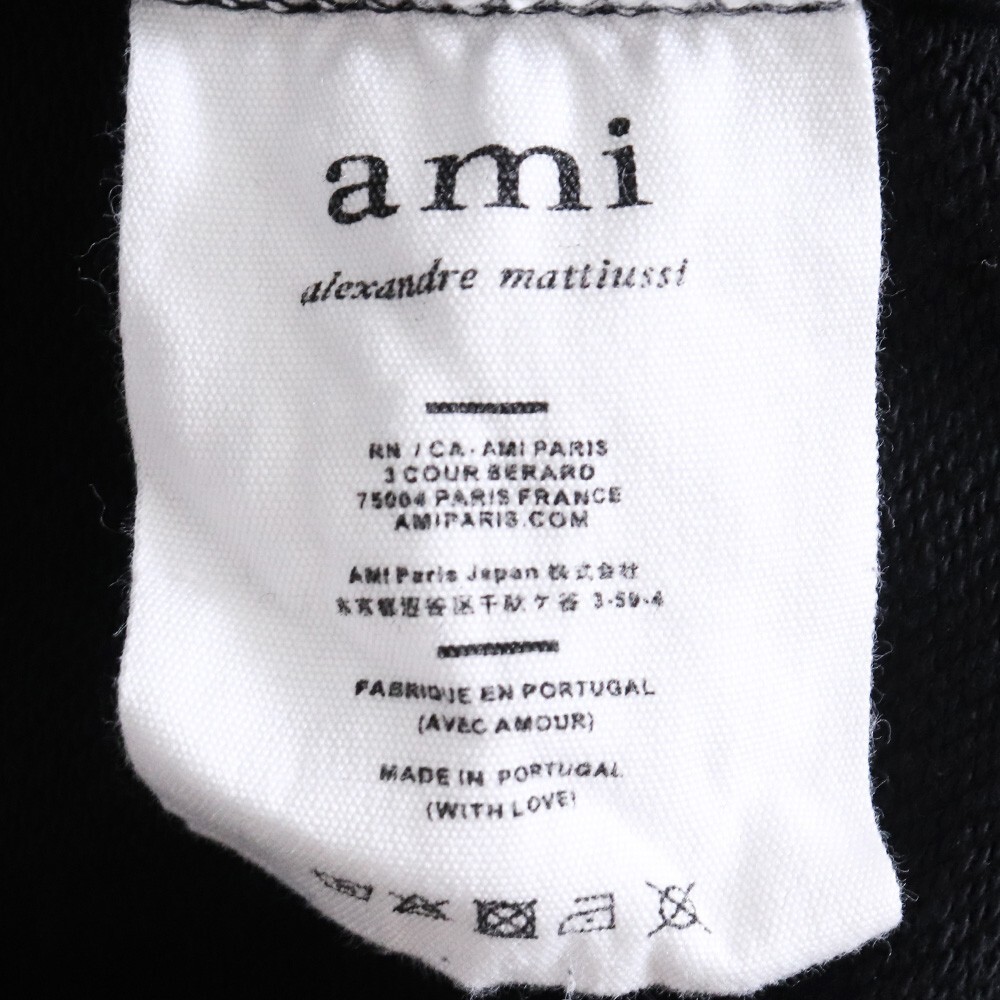 ami
alexandre mattiussi
RN / CA - AMI PARIS
3 COUR BERARD
75004 PARIS FRANCE
AMIPARIS.COM
AMI Paris Japan 株式会社
東京都渋谷区千駄ケ谷 3-59-4
FABRIQUE EN PORTUGAL
(AVEC AMOUR)
MADE IN PORTUGAL
(WITH LOVE)